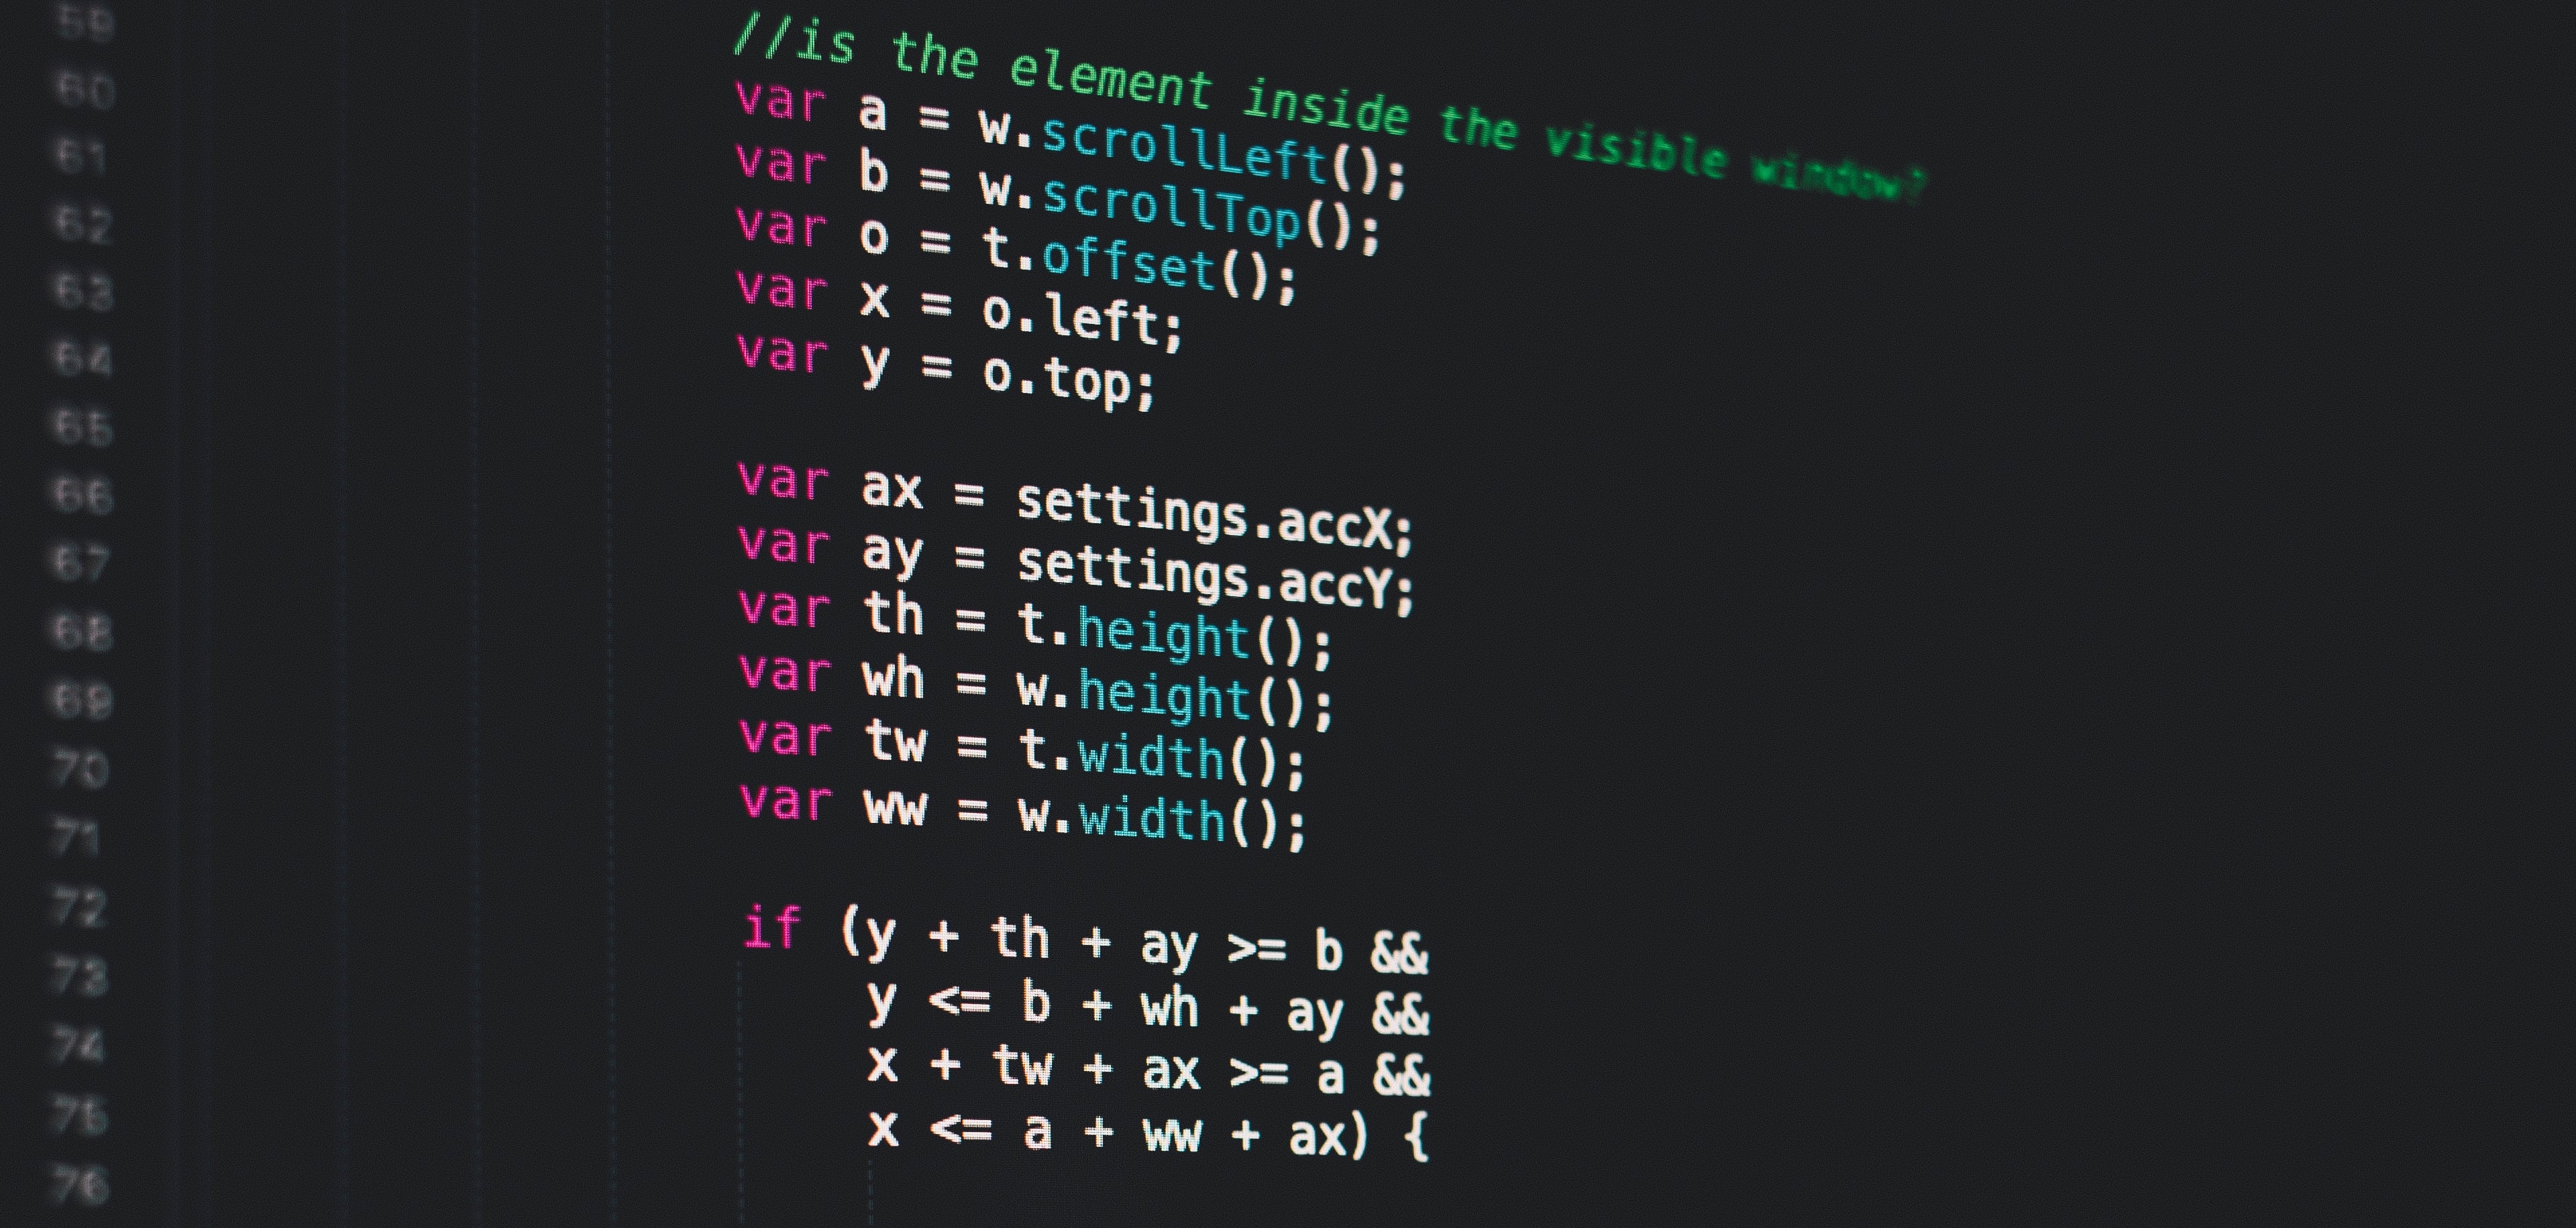 59
//is the element inside the visible window?
60
var a = w.scrollLeft();
61
var b = w.scrollTop();
62
var o = t.offset();
63
var x = o.left;
64
var y = o.top;
65
66
var ax = settings.accX;
67
var ay = settings.accY;
68
var th = t.height();
69
var wh = w.height();
70
var tw = t.width();
71
var ww = w.width();
72
73
if (y + th + ay >= b &&
74
y <= b + wh + ay &&
75
x + tw + ax >= a &&
76
x <= a + ww + ax) {